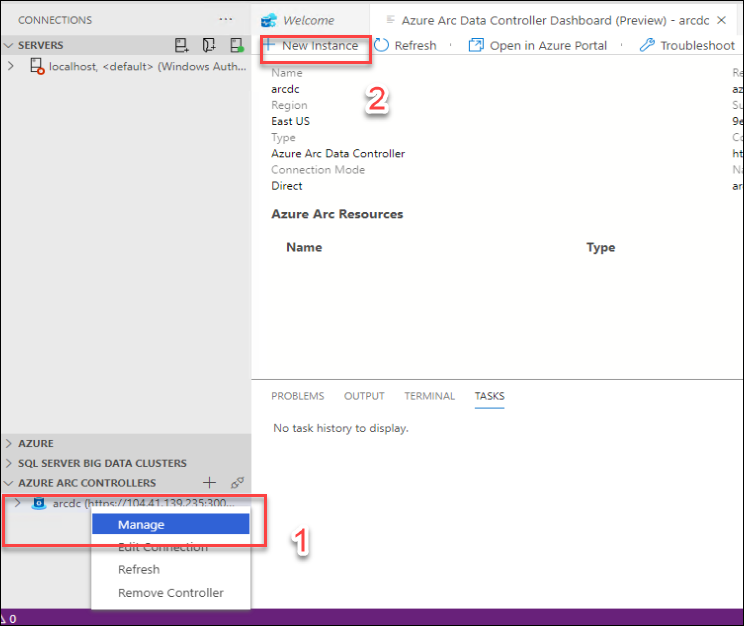 CONNECTIONS ...
SERVERS
localhost, <default> (Windows Auth...
AZURE
SQL SERVER BIG DATA CLUSTERS
AZURE ARC CONTROLLERS
arcdc (https://104.41.139.235:300...
Manage
Edit Connection
Refresh
Remove Controller
1
Welcome
Azure Arc Data Controller Dashboard (Preview) - arcdc
New Instance
Refresh
Open in Azure Portal
Troubleshoot
2
Name
arcdc
Region
East US
Type
Azure Arc Data Controller
Connection Mode
Direct
Re
az
Su
9e
Co
ht
Na
ar
Azure Arc Resources
Name Type
PROBLEMS OUTPUT TERMINAL TASKS
No task history to display.
0